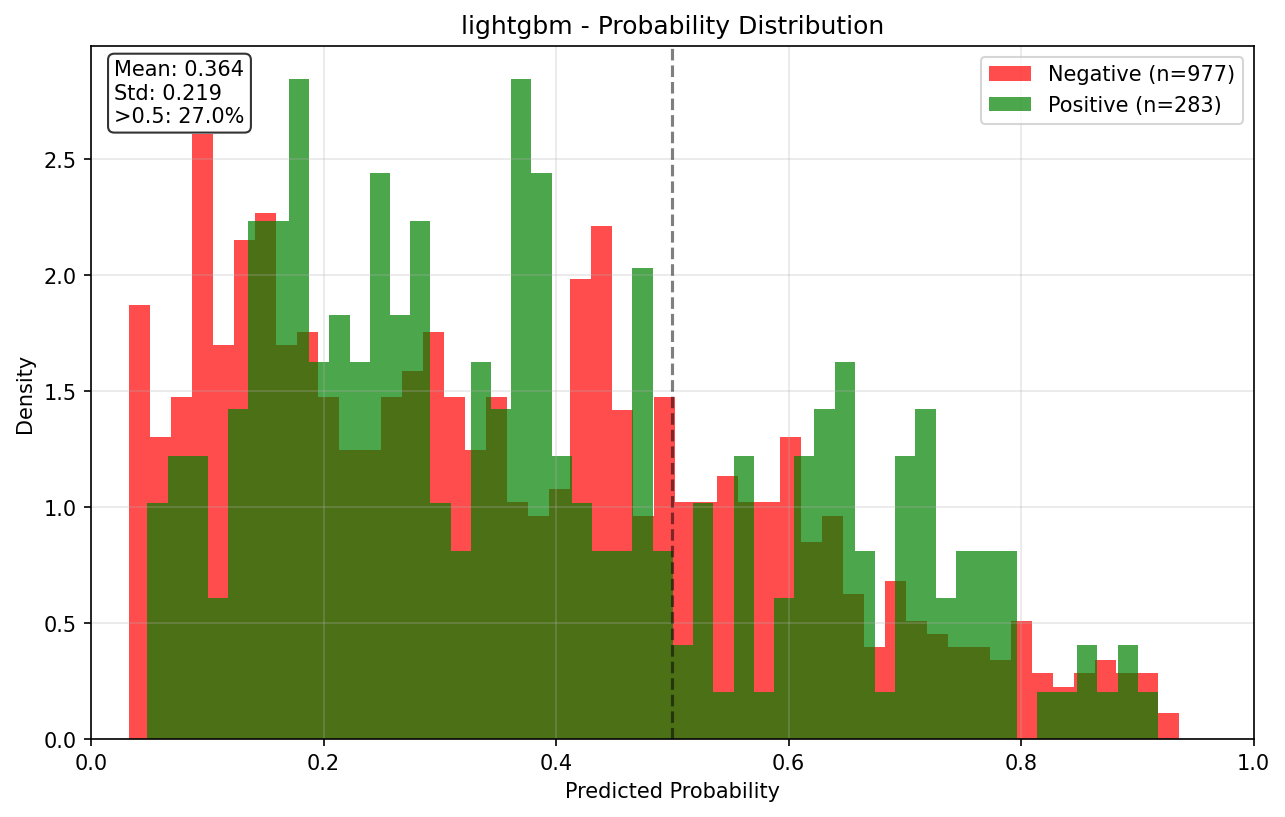 lightgbm - Probability Distribution
Mean: 0.364
Std: 0.219
>0.5: 27.0%
Negative (n=977)
Positive (n=283)
Density
2.5
2.0
1.5
1.0
0.5
0.0
0.0 0.2 0.4 0.6 0.8 1.0
Predicted Probability